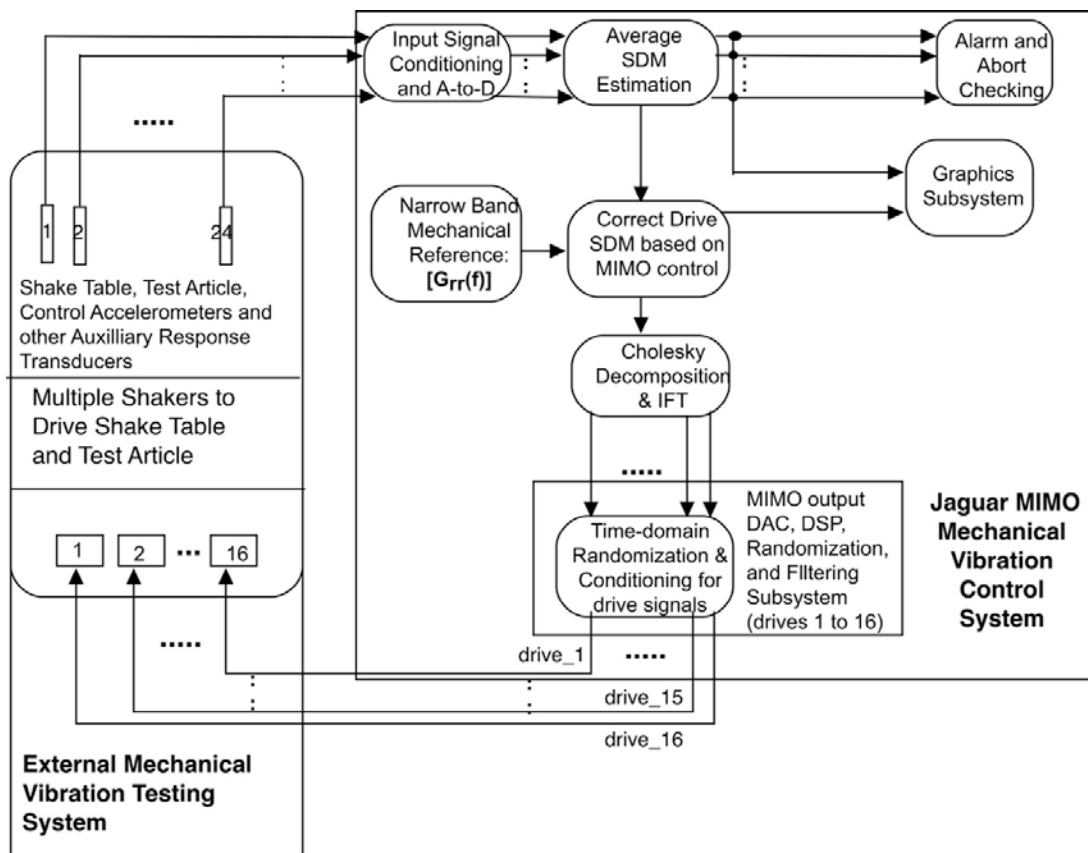 Input Signal
Conditioning
and A-to-D
Average
SDM
Estimation
Alarm and
Abort
Checking
Graphics
Subsystem
Narrow Band
Mechanical
Reference:
[Grr(f)]
Correct Drive
SDM based on
MIMO control
1
2
24
Shake Table, Test Article,
Control Accelerometers and
other Auxilliary Response
Transducers
Multiple Shakers to
Drive Shake Table
and Test Article
Cholesky
Decomposition
& IFT
1
2
16
Time-domain
Randomization &
Conditioning for
drive signals
MIMO output
DAC, DSP,
Randomization,
and FIltering
Subsystem
(drives 1 to 16)
Jaguar MIMO
Mechanical
Vibration
Control
System
drive_1
drive_15
drive_16
External Mechanical
Vibration Testing
System